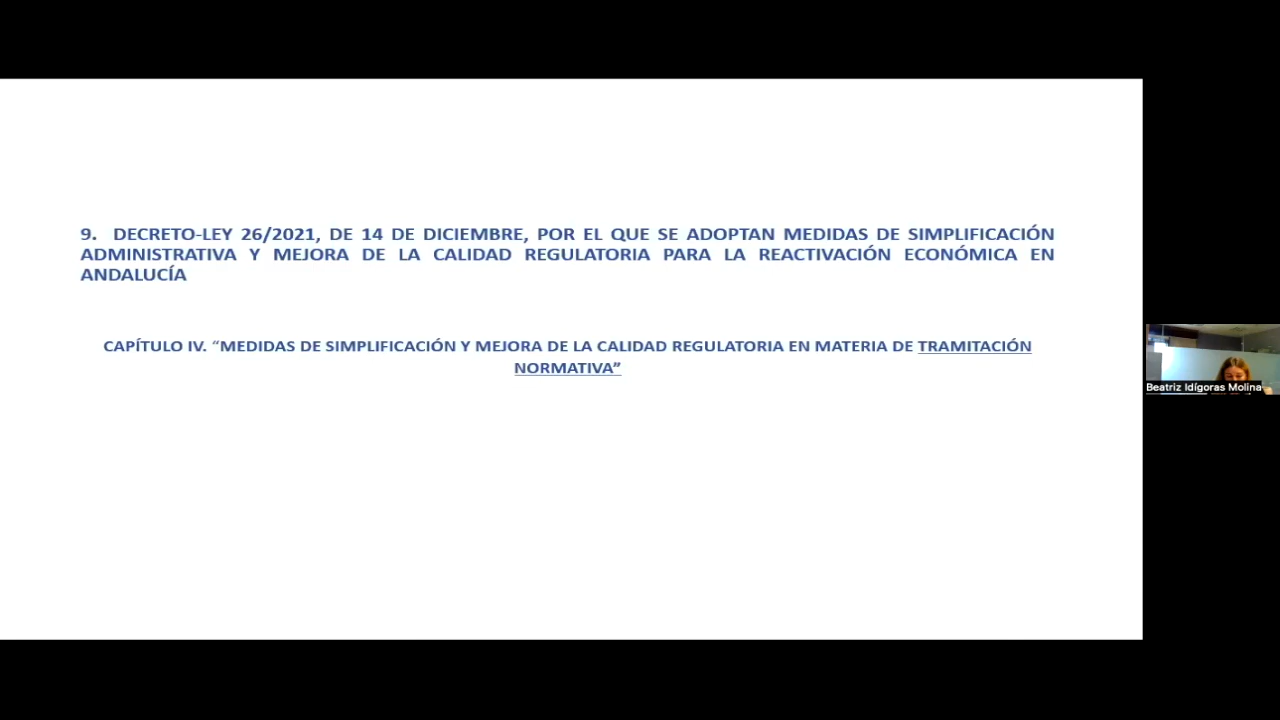 9. DECRETO-LEY 26/2021, DE 14 DE DICIEMBRE, POR EL QUE SE ADOPTAN MEDIDAS DE SIMPLIFICACIÓN
ADMINISTRATIVA Y MEJORA DE LA CALIDAD REGULATORIA PARA LA REACTIVACIÓN ECONÓMICA EN
ANDALUCÍA
CAPÍTULO IV. “MEDIDAS DE SIMPLIFICACIÓN Y MEJORA DE LA CALIDAD REGULATORIA EN MATERIA DE TRAMITACIÓN
NORMATIVA”
Beatriz Idígoras Molina